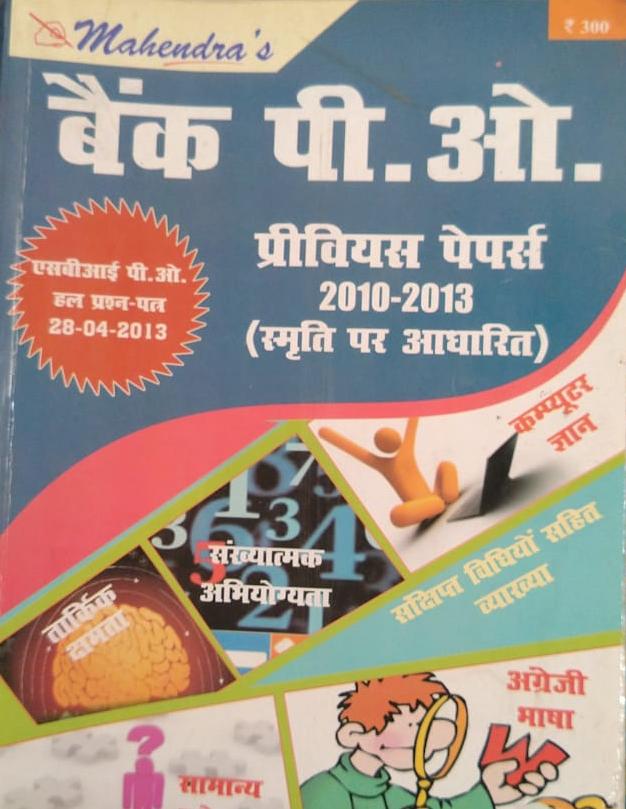 Mahendra's
₹ 300
बैंक पी.ओ.
प्रीवियस पेपर्स
2010-2013
(स्मृति पर आधारित)
एसबीआई पी.ओ.
हल प्रश्न-पत्र
28-04-2013
कम्प्यूटर
ज्ञान
संख्यात्मक
अभियोग्यता
संक्षिप्त विधियों सहित
व्याख्या
तार्किक
क्षमता
अग्रेजी
भाषा
सामान्य